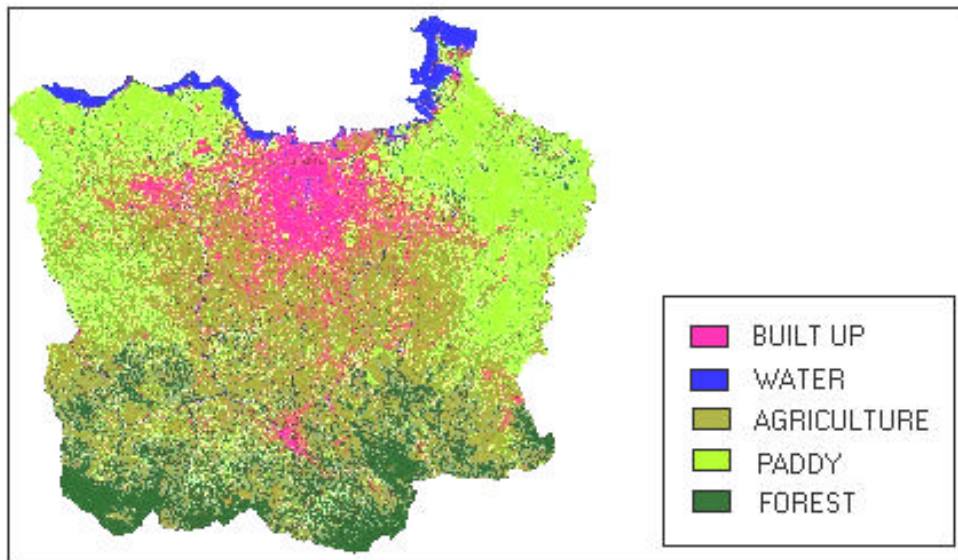 BUILT UP
WATER
AGRICULTURE
PADDY
FOREST